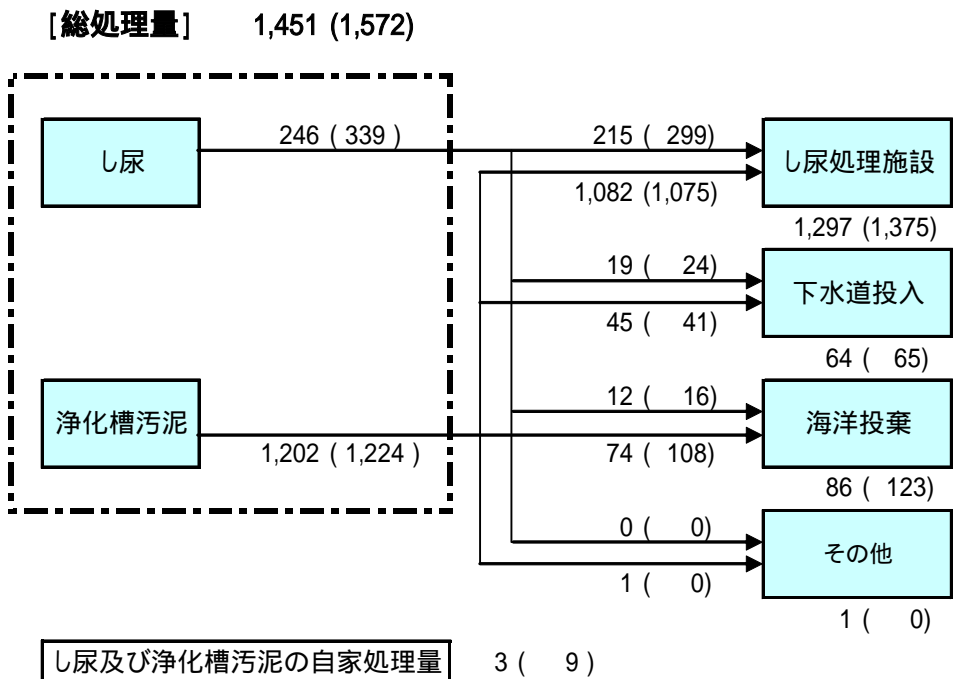 [総処理量] 1,451 (1,572)
し尿 246 ( 339 ) 215 ( 299) し尿処理施設
1,082 (1,075)
1,297 (1,375)
19 ( 24) 下水道投入
45 ( 41)
64 ( 65)
12 ( 16) 海洋投棄
浄化槽汚泥 1,202 ( 1,224 ) 74 ( 108)
86 ( 123)
0 ( 0) その他
1 ( 0)
1 ( 0)
し尿及び浄化槽汚泥の自家処理量 3 ( 9 )